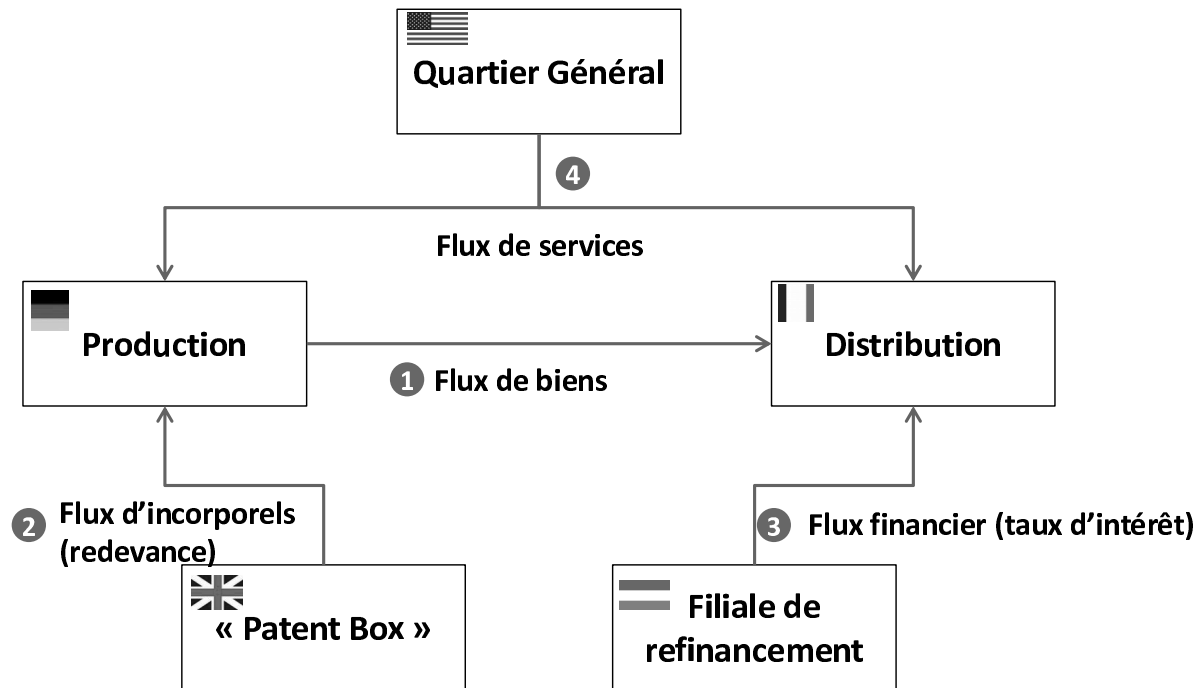 Quartier Général
4
Flux de services
Production
Distribution
1 Flux de biens
2 Flux d’incorporels
(redevance)
3 Flux financier (taux d’intérêt)
« Patent Box »
Filiale de
refinancement